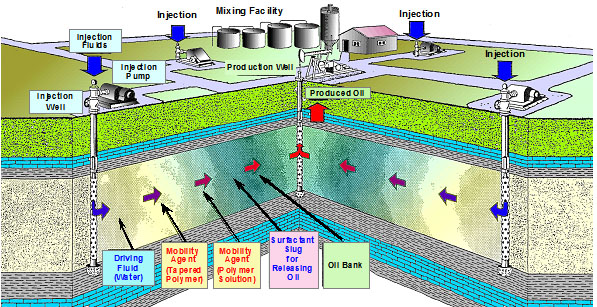 Injection
Mixing Facility
Injection
Injection
Fluids
Injection
Pump
Production Well
Injection
Injection
Well
Produced Oil
Driving
Fluid
(Water)
Mobility
Agent
(Tapered
Polymer)
Mobility
Agent
(Polymer
Solution)
Surfactant
Slug
for
Releasing
Oil
Oil Bank